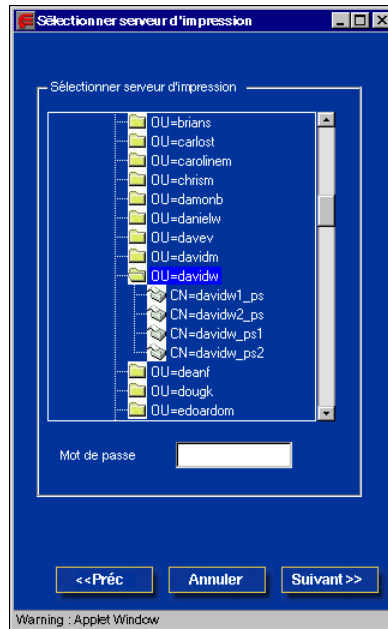 Sélectionner serveur d'impression
Sélectionner serveur d'impression
OU=brians
OU=carlost
OU=carolinem
OU=chrism
OU=damonb
OU=danielw
OU=davev
OU=davidm
OU=davidw
CN=davidw1_ps
CN=davidw2_ps
CN=davidw_ps1
CN=davidw_ps2
OU=deanf
OU=dougk
OU=edoardom
Mot de passe
<<Préc Annuler Suivant>>
Warning : Applet Window